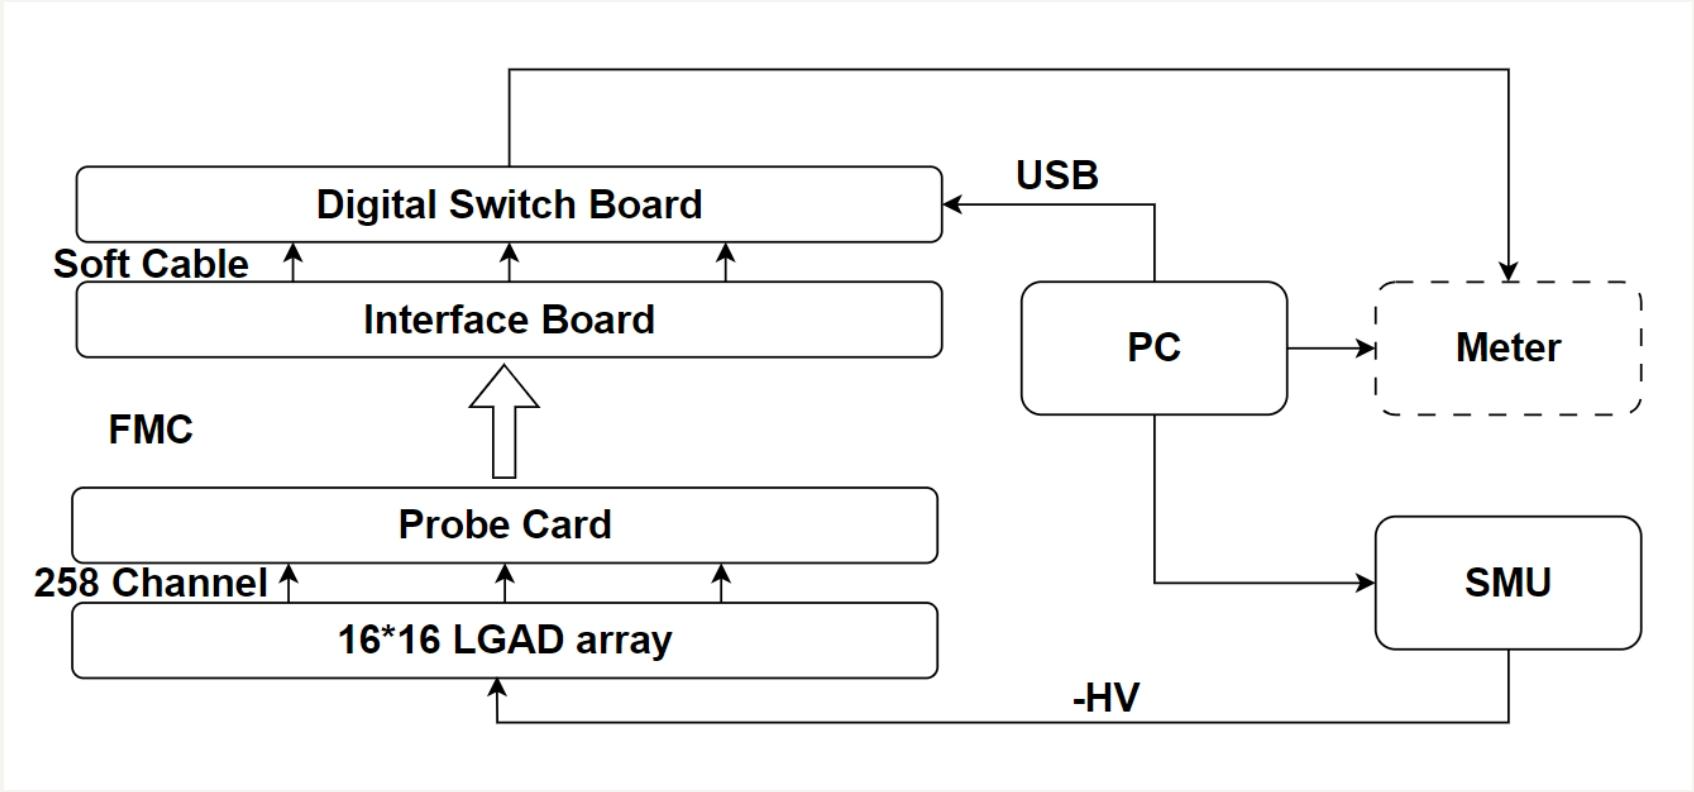 USB
Digital Switch Board
Soft Cable
Interface Board
PC
Meter
FMC
Probe Card
258 Channel
SMU
16*16 LGAD array
-HV